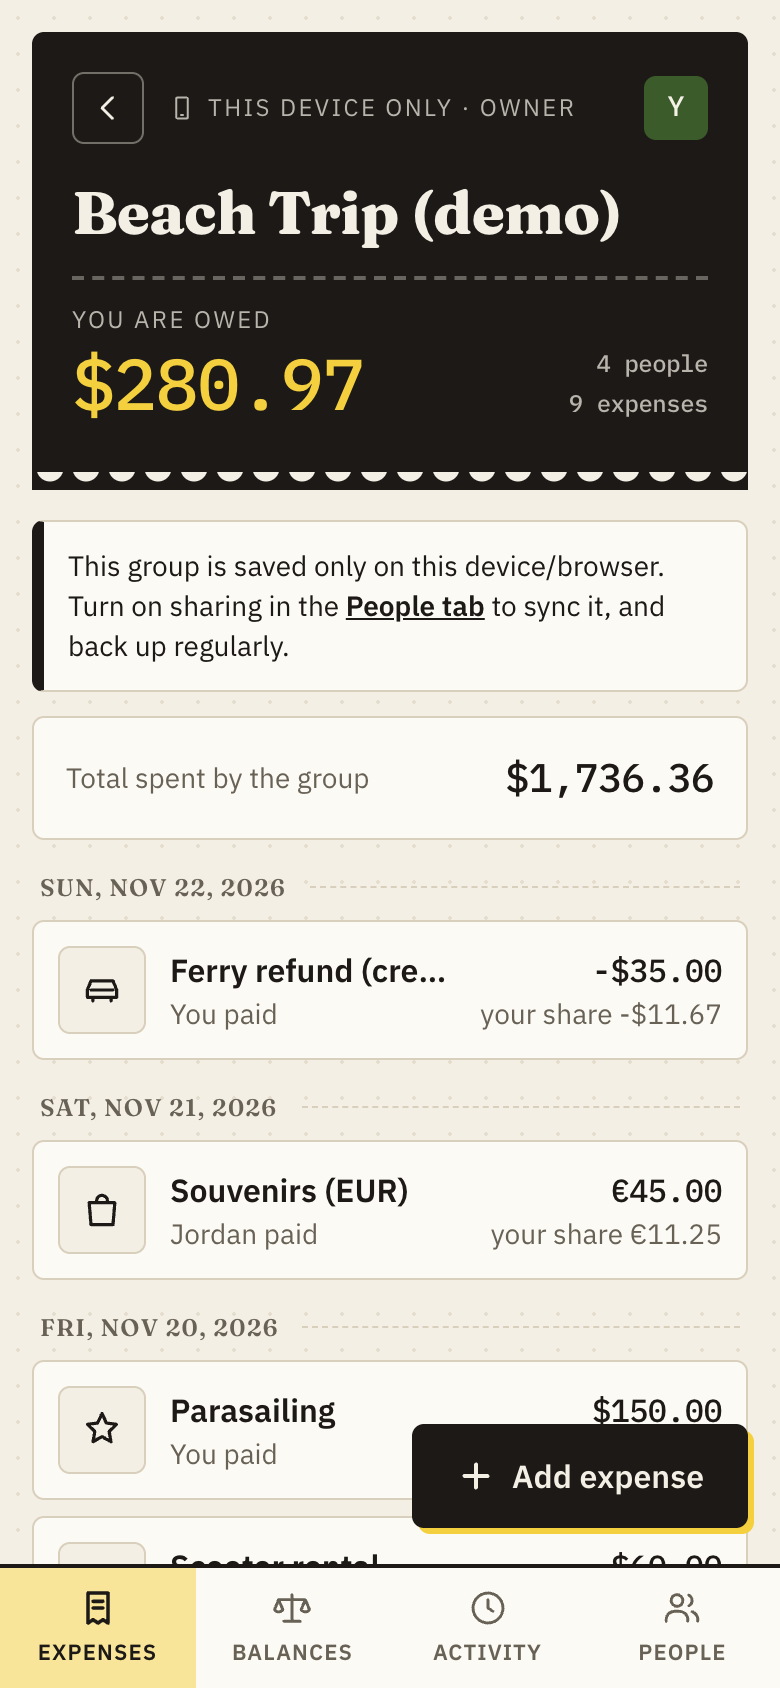 THIS DEVICE ONLY · OWNER
Y
Beach Trip (demo)
YOU ARE OWED
$280.97
4 people
9 expenses
This group is saved only on this device/browser.
Turn on sharing in the People tab to sync it, and
back up regularly.
Total spent by the group
$1,736.36
SUN, NOV 22, 2026
Ferry refund (cre...
-$35.00
You paid
your share -$11.67
SAT, NOV 21, 2026
Souvenirs (EUR)
€45.00
Jordan paid
your share €11.25
FRI, NOV 20, 2026
Parasailing
$150.00
You paid
Add expense
Scooter rental
$60.00
EXPENSES
BALANCES
ACTIVITY
PEOPLE